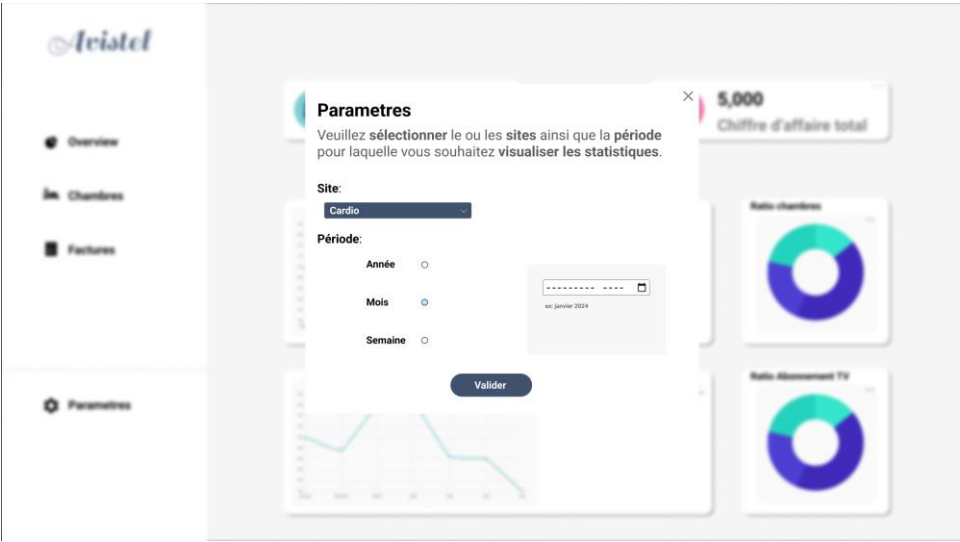 Avistel
Overview
Chambres
Factures
Parametres
Parametres
Veuillez sélectionner le ou les sites ainsi que la période
pour laquelle vous souhaitez visualiser les statistiques.
Site:
Cardio
Période:
Année
Mois
Semaine
--------- ----
ex: janvier 2024
Valider
5,000
Chiffre d'affaire total
Ratio chambres
Ratio Abonnement TV